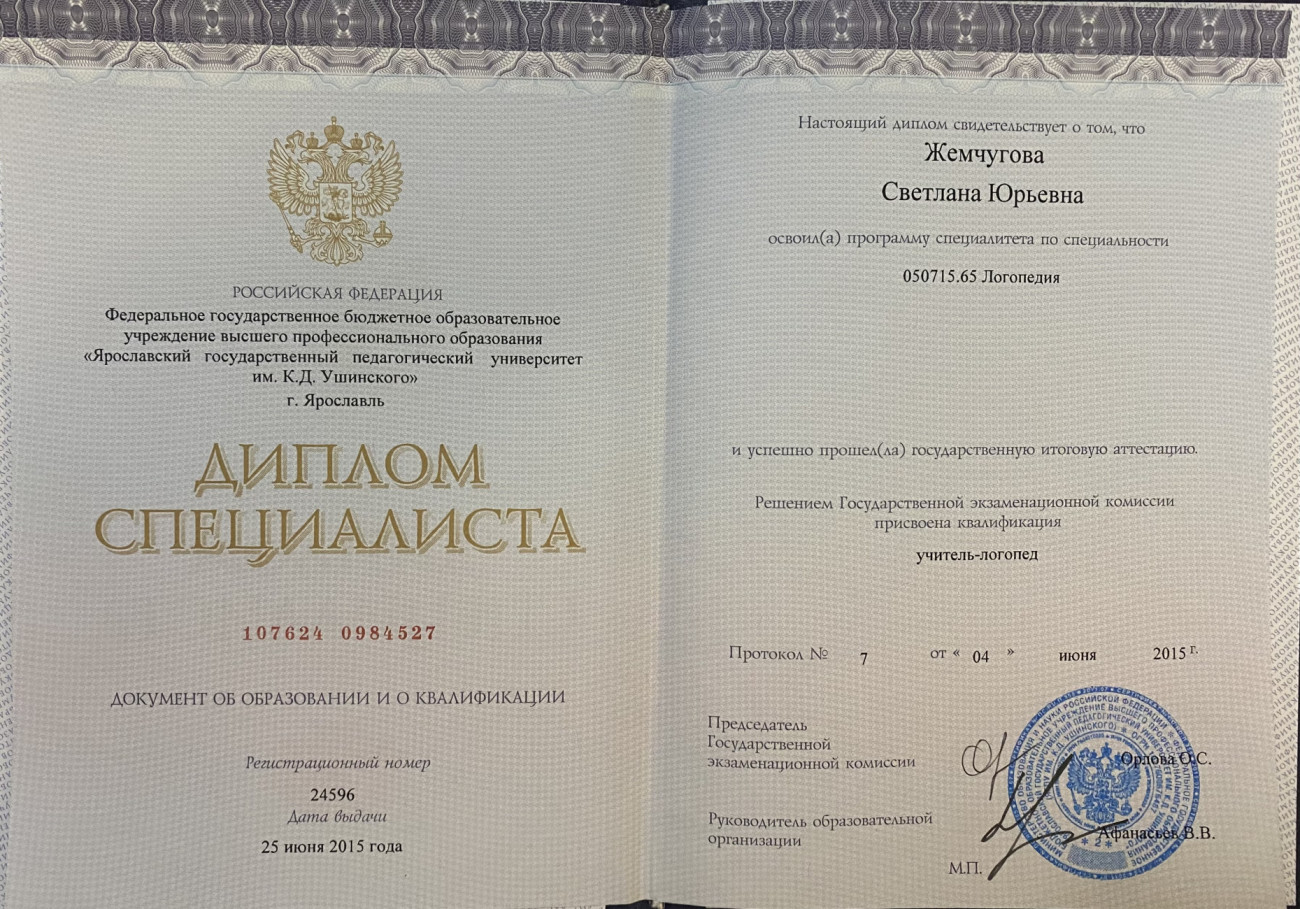 РОССИЙСКАЯ ФЕДЕРАЦИЯ
Федеральное государственное бюджетное образовательное
учреждение высшего профессионального образования
«Ярославский государственный педагогический университет
им. К.Д. Ушинского»
г. Ярославль
ДИПЛОМ
СПЕЦИАЛИСТА
107624 0984527
ДОКУМЕНТ ОБ ОБРАЗОВАНИИ И О КВАЛИФИКАЦИИ
Регистрационный номер
24596
Дата выдачи
25 июня 2015 года
Настоящий диплом свидетельствует о том, что
Жемчугова
Светлана Юрьевна
освоил(а) программу специалитета по специальности
050715.65 Логопедия
и успешно прошел(ла) государственную итоговую аттестацию.
Решением Государственной экзаменационной комиссии
присвоена квалификация
учитель-логопед
Протокол № 7 от « 04 » июня 2015 г.
Председатель
Государственной
экзаменационной комиссии
Орлова О.С.
Руководитель образовательной
организации
Афанасьев В.В.
М.П.